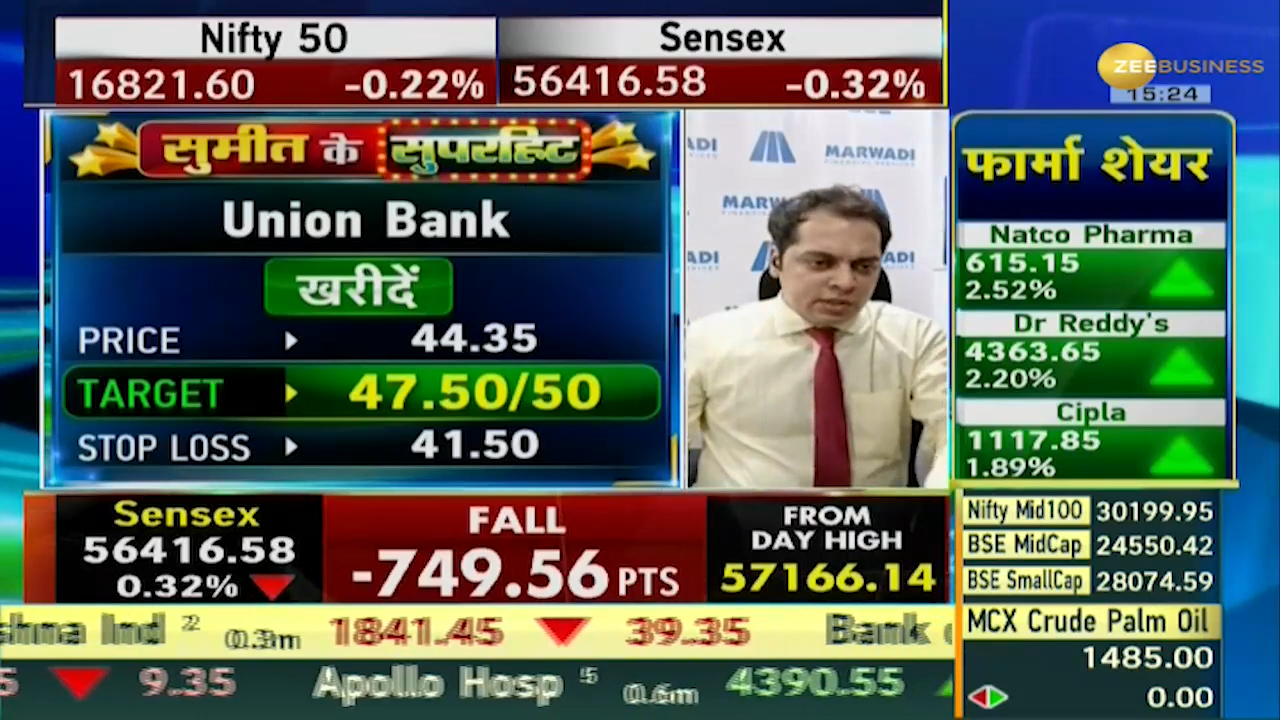 Nifty 50
16821.60 -0.22%
Sensex
56416.58 -0.32%
ZEEBUSINESS
15:24
सुमीत के सुपरहिट
Union Bank
खरीदें
PRICE 44.35
TARGET 47.50/50
STOP LOSS 41.50
MARWADI
फार्मा शेयर
Natco Pharma
615.15
2.52%
Dr Reddy's
4363.65
2.20%
Cipla
1117.85
1.89%
Sensex
56416.58
0.32%
FALL
-749.56 PTS
FROM
DAY HIGH
57166.14
Nifty Mid100 30199.95
BSE MidCap 24550.42
BSE SmallCap 28074.59
MCX Crude Palm Oil
1485.00
0.00
shna Ind 1841.45 39.35 Bank
9.35 Apollo Hosp 0.6m 4390.55